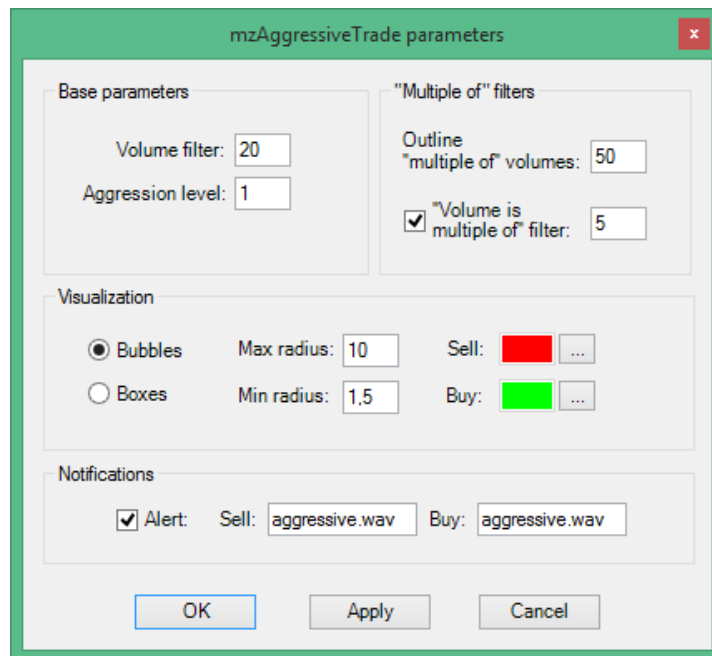 mzAggressiveTrade parameters
x
Base parameters
Volume filter: 20
Aggression level: 1
"Multiple of" filters
Outline
"multiple of" volumes: 50
"Volume is
multiple of" filter: 5
Visualization
Bubbles Max radius: 10 Sell: ...
Boxes Min radius: 1,5 Buy: ...
Notifications
Alert: Sell: aggressive.wav Buy: aggressive.wav
OK Apply Cancel